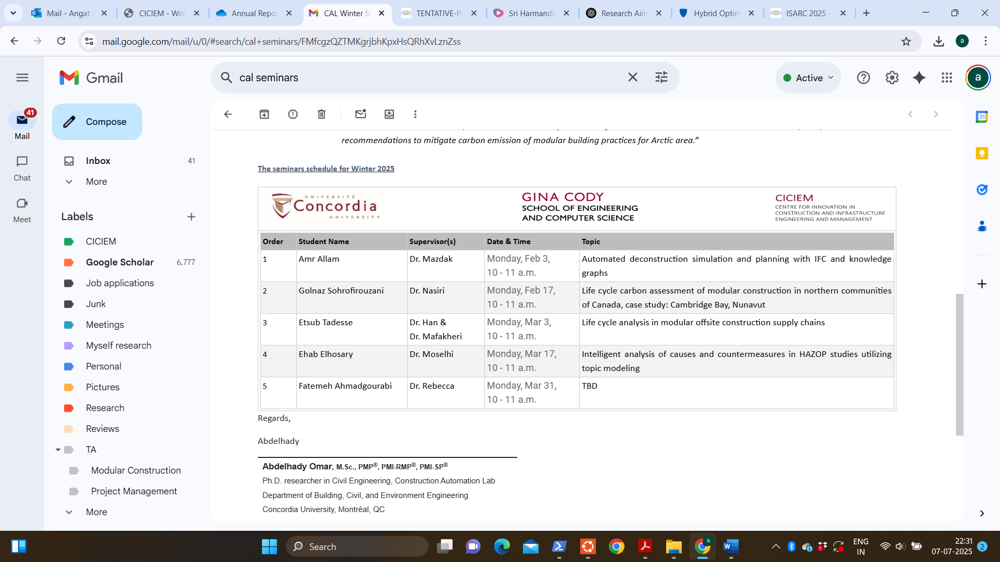 Mail - Angat
CICIEM - Wor
Annual Repor
CAL Winter Se
TENTATIVE-P
Sri Harmandi
Research Aim
Hybrid Optim
ISARC 2025 –
mail.google.com/mail/u/0/#search/cal+seminars/FMfcgzQZTMKgrjbhKpxHsQRhXvLznZss
a
Gmail
cal seminars
Active
a
41
Mail
Chat
Meet
Compose
Inbox 41
More
Labels
CICIEM
Google Scholar 6,777
Job applications
Junk
Meetings
Myself research
Personal
Pictures
Research
Reviews
TA
Modular Construction
Project Management
More
recommendations to mitigate carbon emission of modular building practices for Arctic area.”
The seminars schedule for Winter 2025
UNIVERSITÉ
Concordia
UNIVERSITY
GINA CODY
SCHOOL OF ENGINEERING
AND COMPUTER SCIENCE
CICIEM
CENTRE FOR INNOVATION IN
CONSTRUCTION AND INFRASTRUCTURE
ENGINEERING AND MANAGEMENT
Order Student Name Supervisor(s) Date & Time Topic
1 Amr Allam Dr. Mazdak Monday, Feb 3, Automated deconstruction simulation and planning with IFC and knowledge
10 - 11 a.m. graphs
2 Golnaz Sohrofirouzani Dr. Nasiri Monday, Feb 17, Life cycle carbon assessment of modular construction in northern communities
10 - 11 a.m. of Canada, case study: Cambridge Bay, Nunavut
3 Etsub Tadesse Dr. Han & Monday, Mar 3, Life cycle analysis in modular offsite construction supply chains
Dr. Mafakheri 10 - 11 a.m.
4 Ehab Elhosary Dr. Moselhi Monday, Mar 17, Intelligent analysis of causes and countermeasures in HAZOP studies utilizing
10 - 11 a.m. topic modeling
5 Fatemeh Ahmadgourabi Dr. Rebecca Monday, Mar 31, TBD
10 - 11 a.m.
Regards,
Abdelhady
Abdelhady Omar, M.Sc., PMP®, PMI-RMP®, PMI-SP®
Ph.D. researcher in Civil Engineering, Construction Automation Lab
Department of Building, Civil, and Environment Engineering
Concordia University, Montréal, QC
31
Search
a
1
ENG
IN
22:31
07-07-2025
2